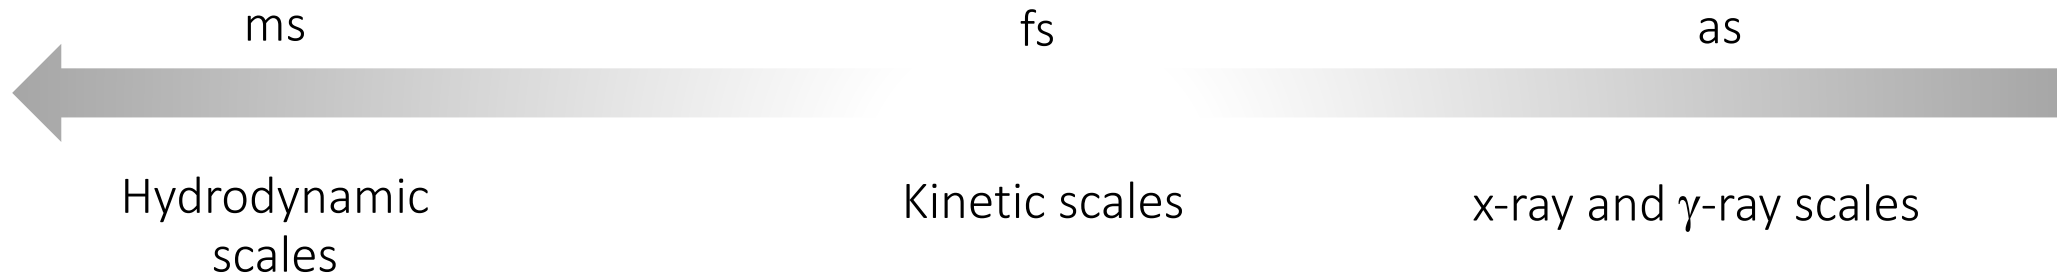 ms
fs
as
Hydrodynamic
scales
Kinetic scales
x-ray and γ-ray scales